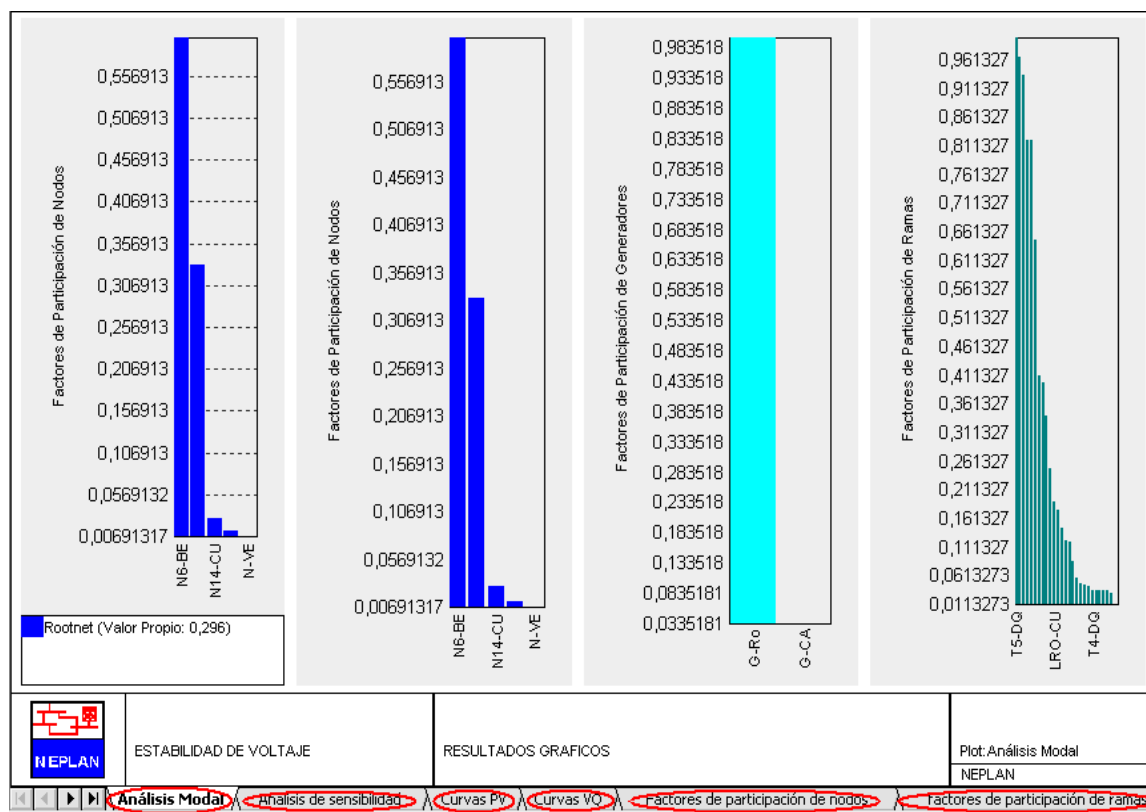 Factores de Participación de Nodos
0,556913
0,506913
0,456913
0,406913
0,356913
0,306913
0,256913
0,206913
0,156913
0,106913
0,0569132
0,00691317
N6-BE
N14-CU
N-VE
Rootnet (Valor Propio: 0,296)
Factores de Participación de Nodos
0,556913
0,506913
0,456913
0,406913
0,356913
0,306913
0,256913
0,206913
0,156913
0,106913
0,0569132
0,00691317
N6-BE
N14-CU
N-VE
Factores de Participación de Generadores
0,983518
0,933518
0,883518
0,833518
0,783518
0,733518
0,683518
0,633518
0,583518
0,533518
0,483518
0,433518
0,383518
0,333518
0,283518
0,233518
0,183518
0,133518
0,0835181
0,0335181
G-Ro
G-CA
Factores de Participación de Ramas
0,961327
0,911327
0,861327
0,811327
0,761327
0,711327
0,661327
0,611327
0,561327
0,511327
0,461327
0,411327
0,361327
0,311327
0,261327
0,211327
0,161327
0,111327
0,0613273
0,0113273
T5-DQ
LRO-CU
T4-DQ
NEPLAN
ESTABILIDAD DE VOLTAJE
RESULTADOS GRAFICOS
Plot: Análisis Modal
NEPLAN
Análisis Modal
Analisis de sensibilidad
Curvas PV
Curvas VQ
Factores de participación de nodos
factores de participación de rama